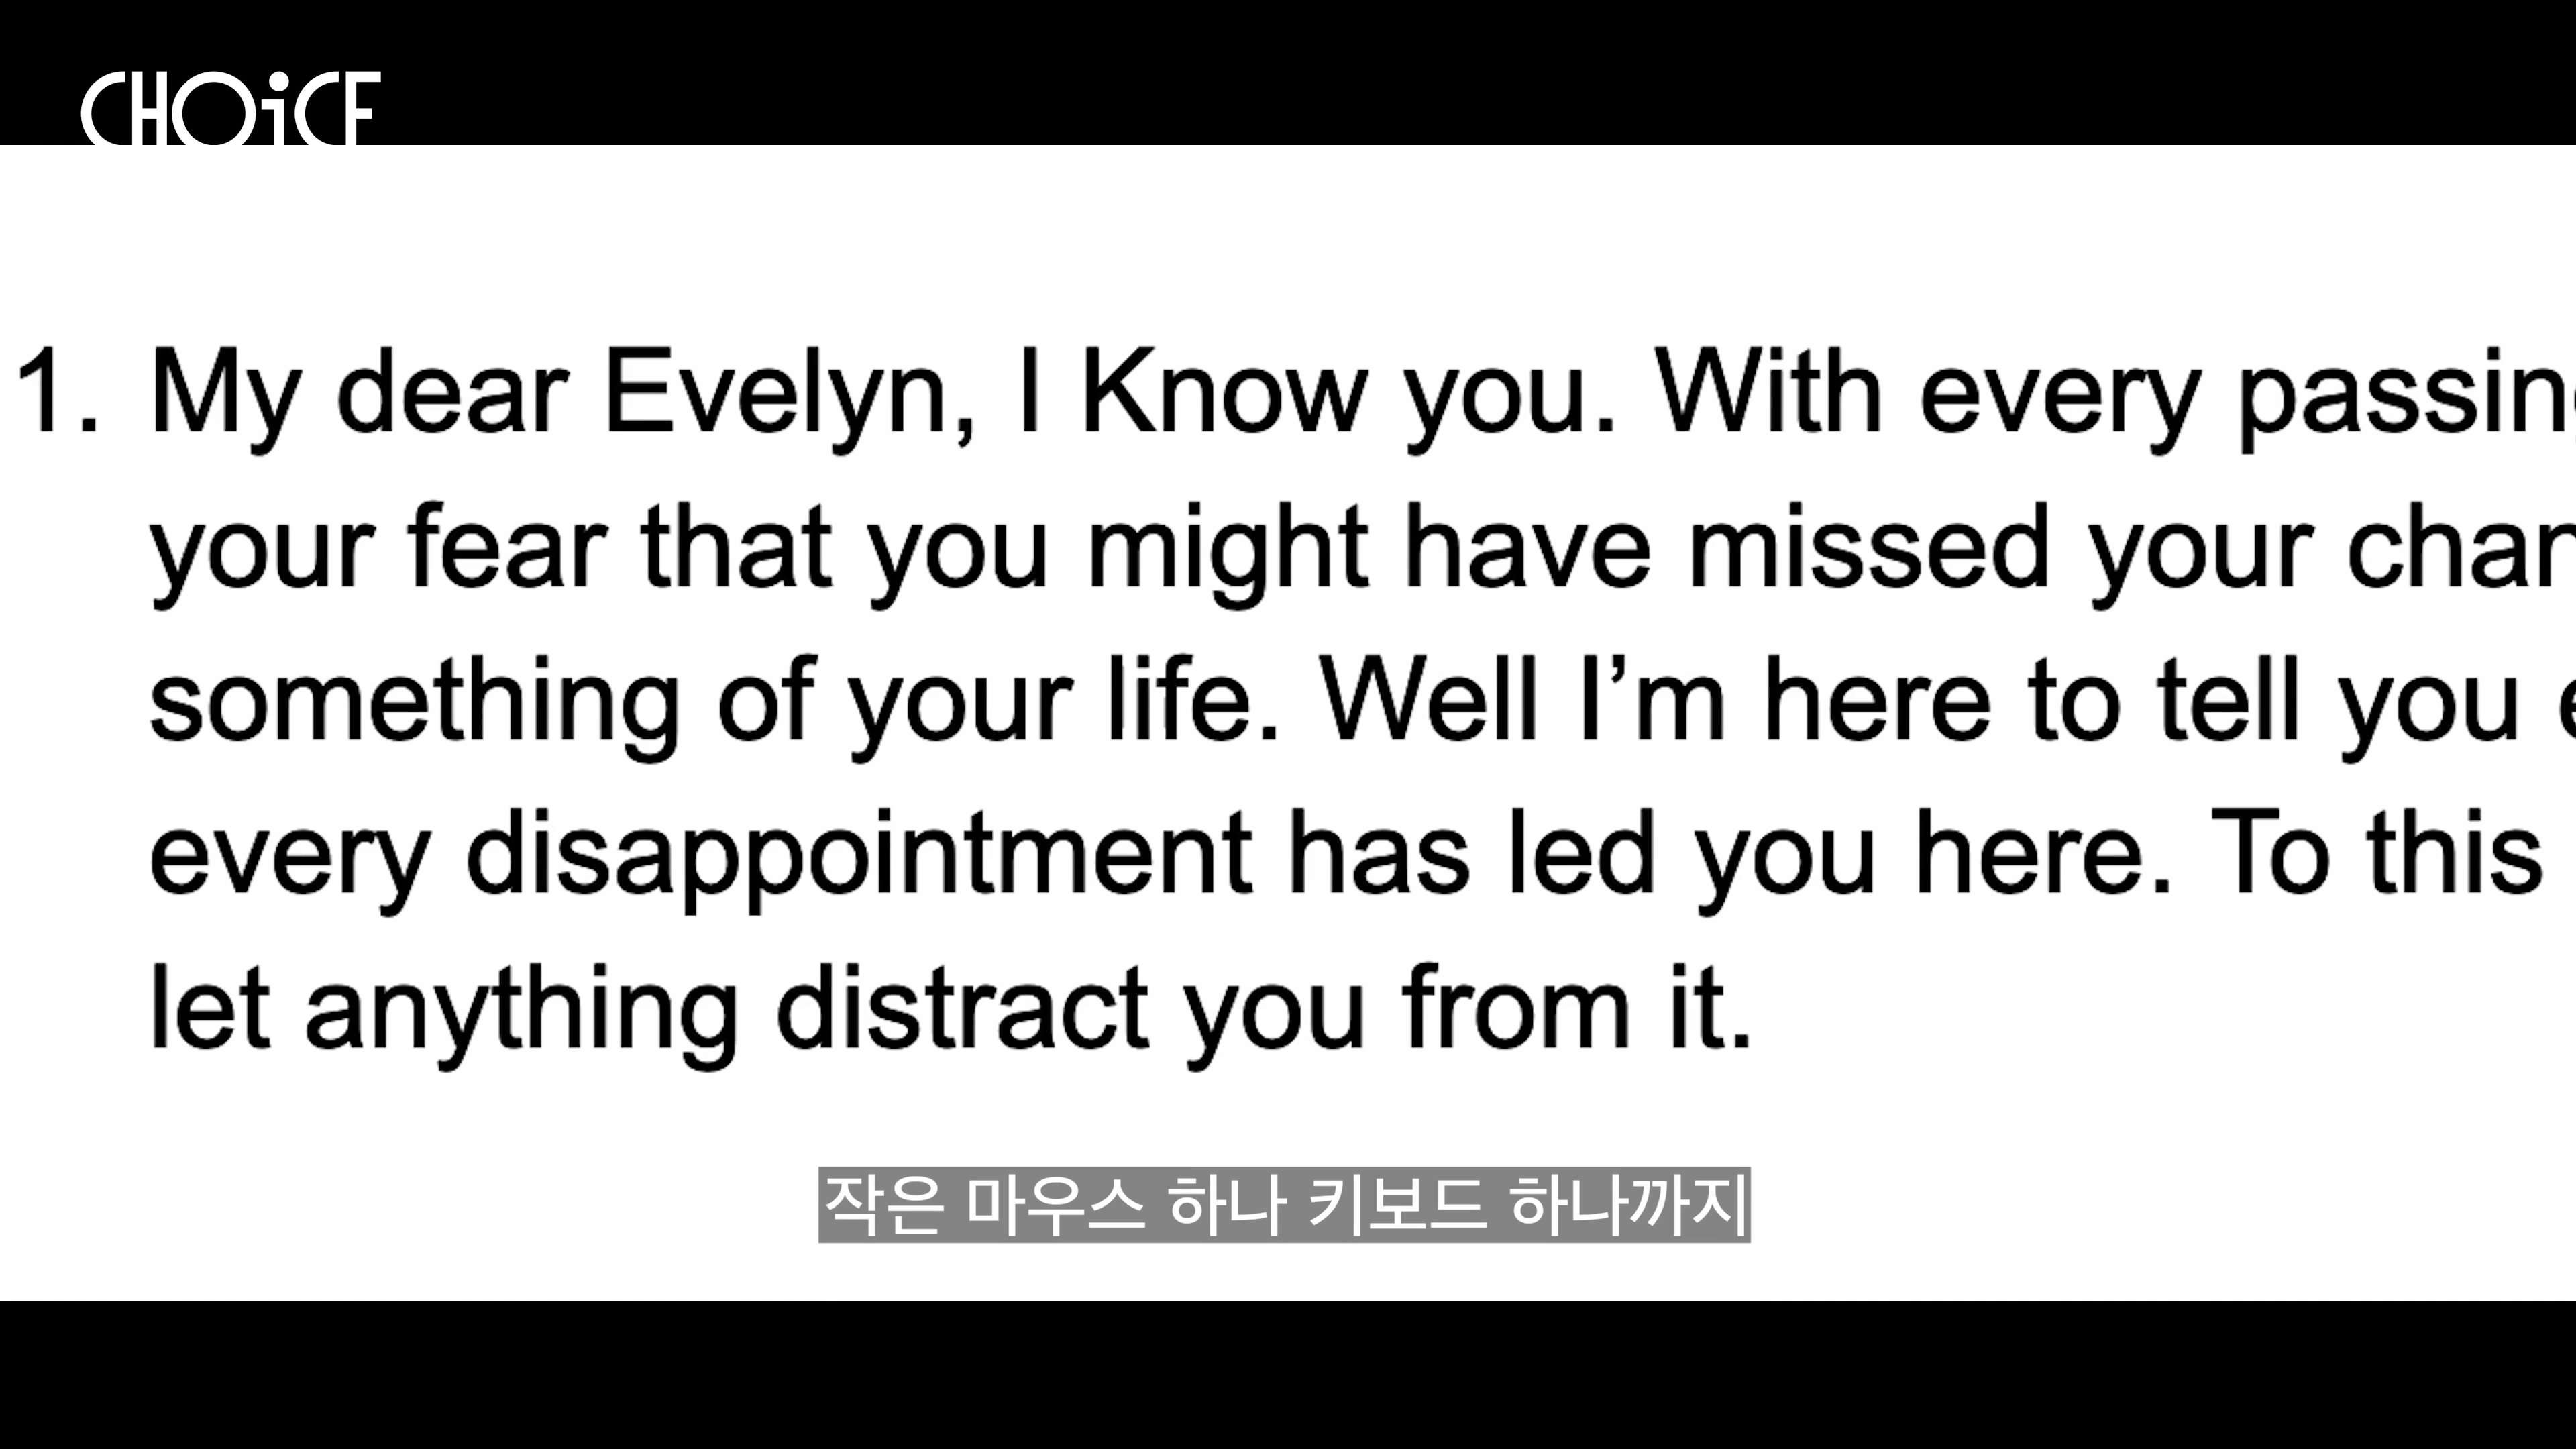 CHOiCE
1. My dear Evelyn, I Know you. With every passing
your fear that you might have missed your chan
something of your life. Well I'm here to tell you e
every disappointment has led you here. To this
let anything distract you from it.
작은 마우스 하나 키보드 하나까지